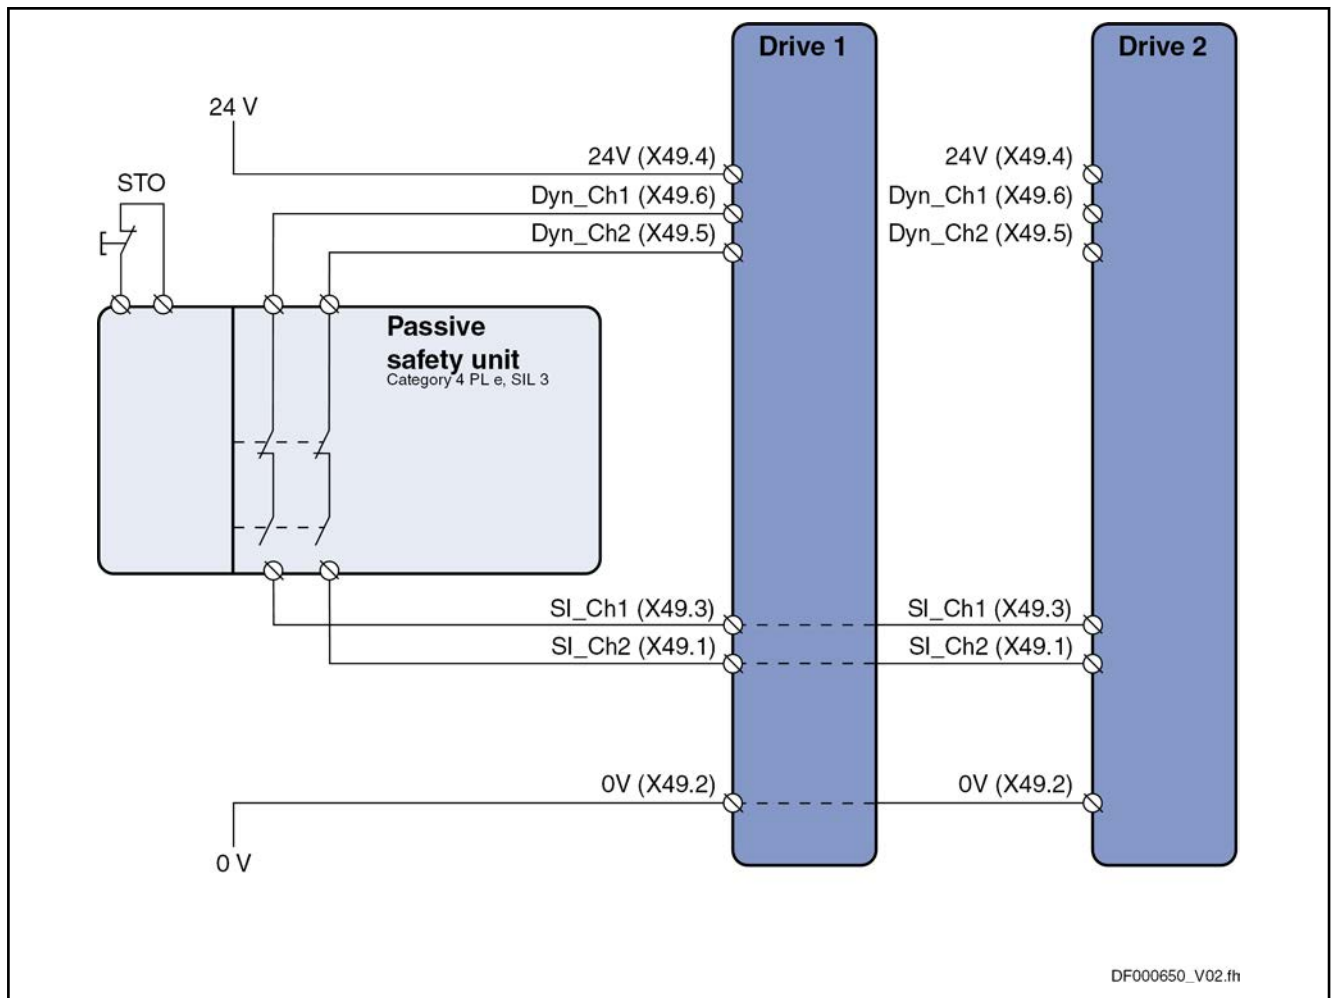 Drive 1
Drive 2
24 V
24V (X49.4)
24V (X49.4)
STO
Dyn_Ch1 (X49.6)
Dyn_Ch1 (X49.6)
Dyn_Ch2 (X49.5)
Dyn_Ch2 (X49.5)
Passive
safety unit
Category 4 PL e, SIL 3
SI_Ch1 (X49.3)
SI_Ch1 (X49.3)
SI_Ch2 (X49.1)
SI_Ch2 (X49.1)
0V (X49.2)
0V (X49.2)
0 V
DF000650_V02.fh